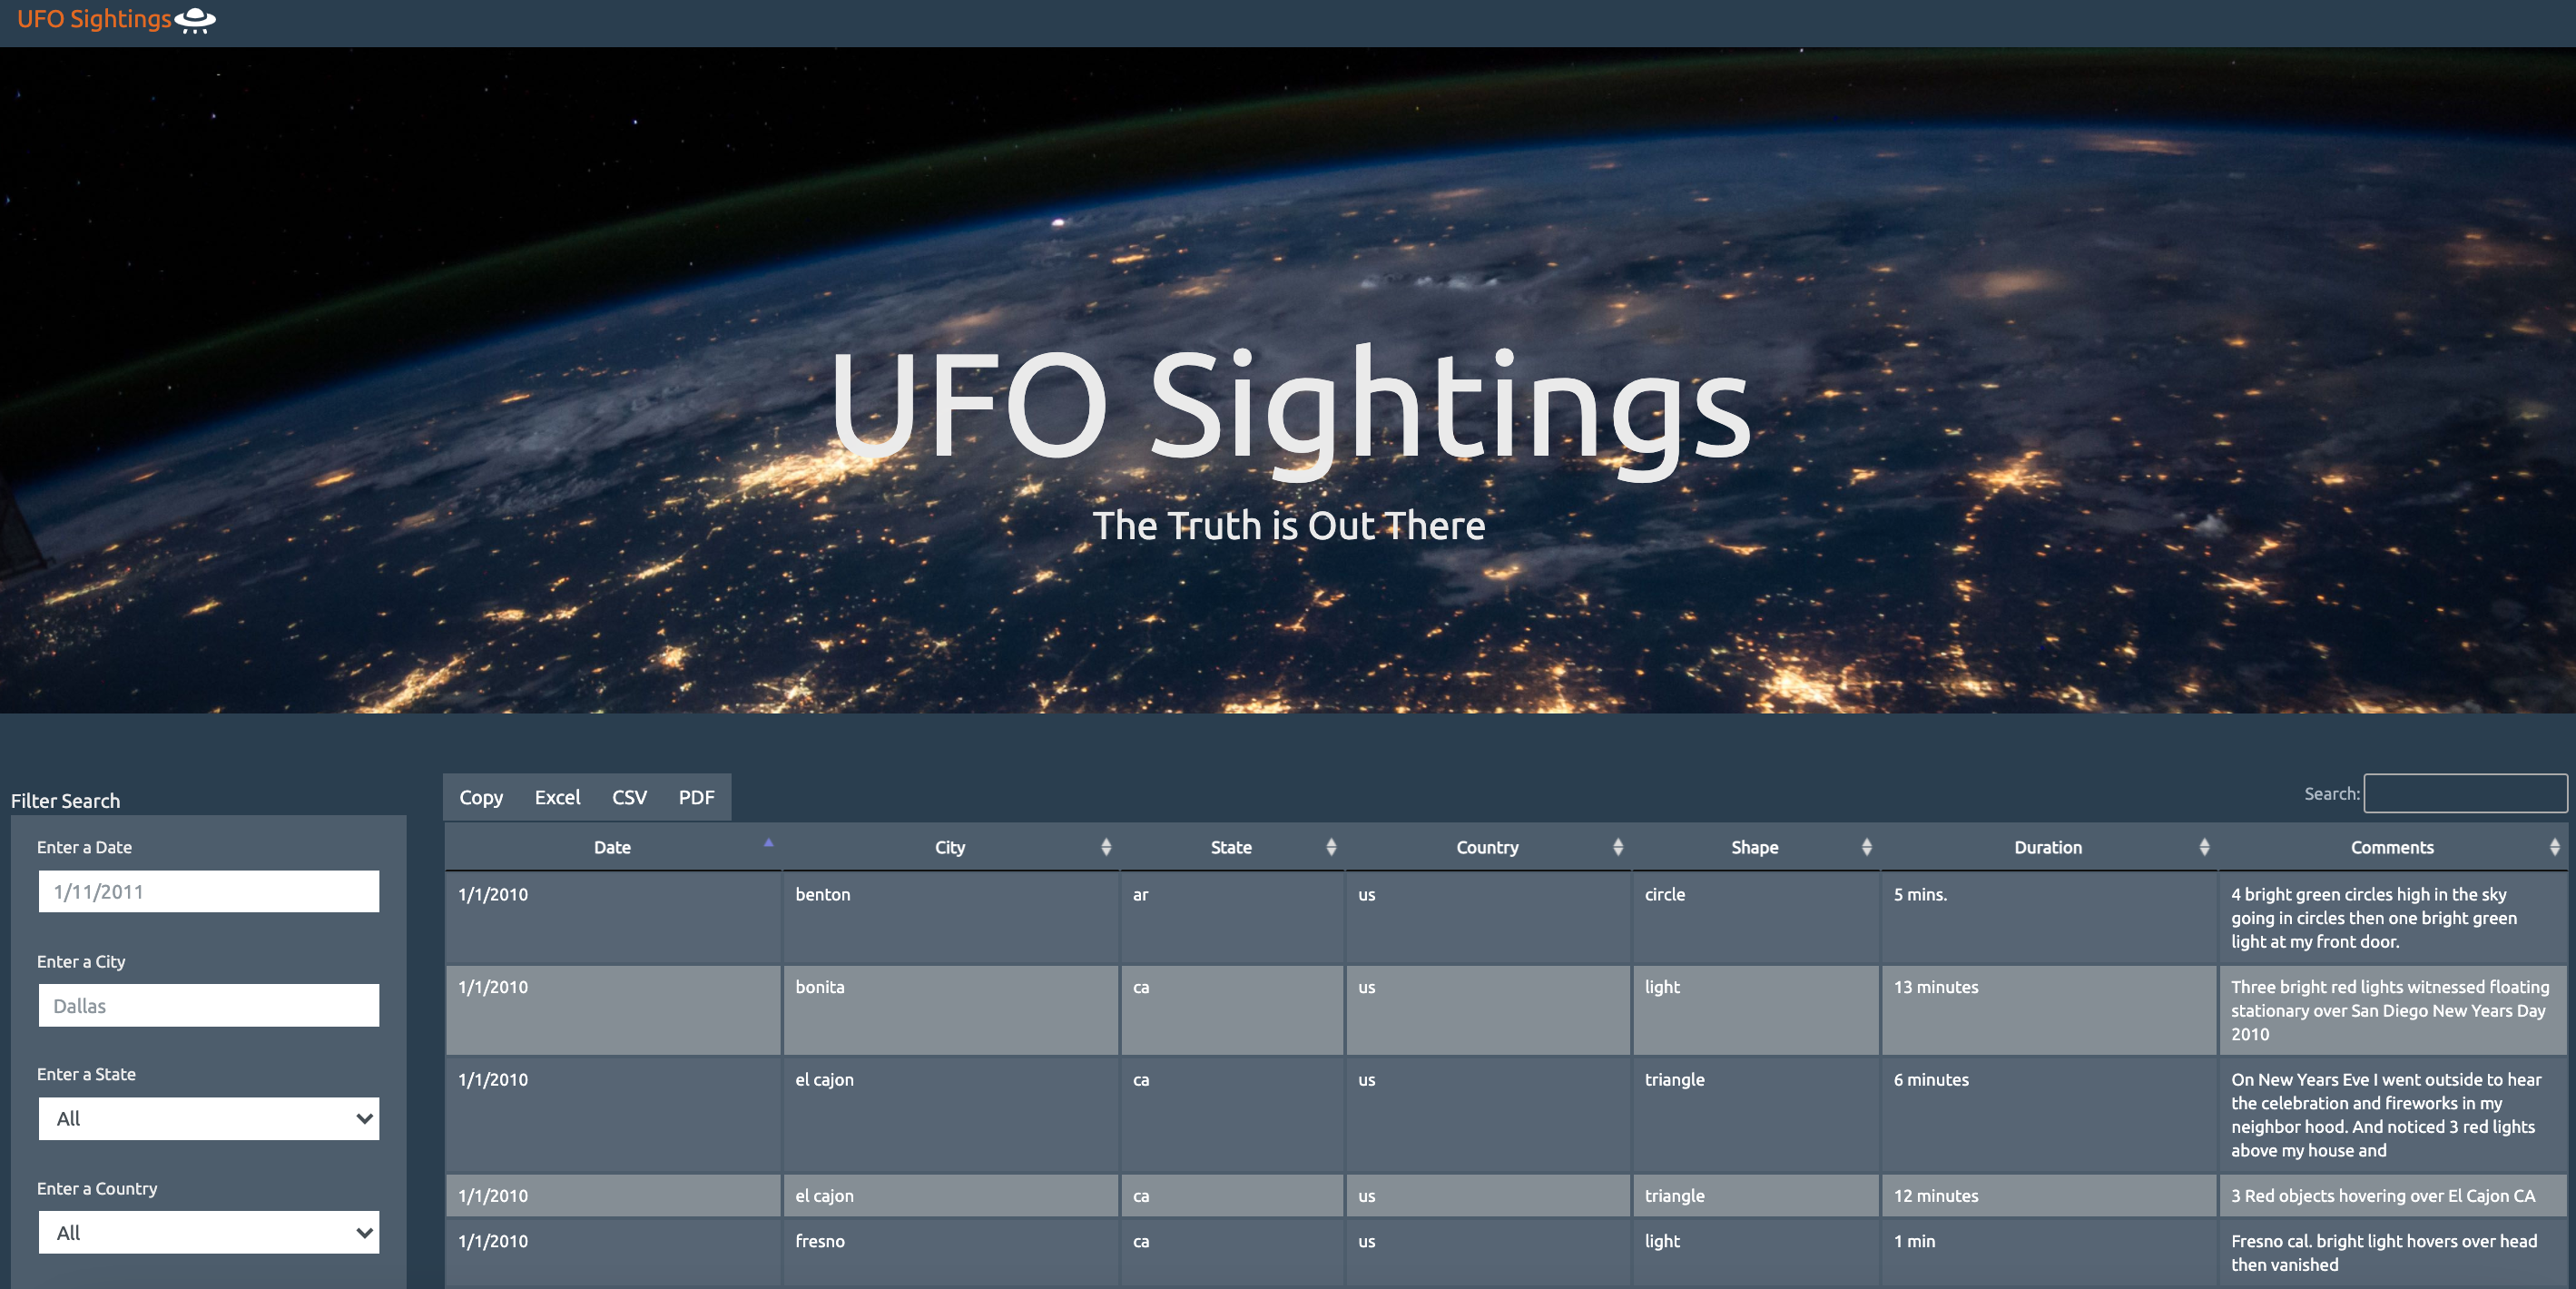 UFO Sightings
UFO Sightings
The Truth is Out There
Filter Search
Enter a Date
1/11/2011
Enter a City
Dallas
Enter a State
All
Enter a Country
All
Copy Excel CSV PDF
Search:
Date City State Country Shape Duration Comments
1/1/2010 benton ar us circle 5 mins. 4 bright green circles high in the sky
going in circles then one bright green
light at my front door.
1/1/2010 bonita ca us light 13 minutes Three bright red lights witnessed floating
stationary over San Diego New Years Day
2010
1/1/2010 el cajon ca us triangle 6 minutes On New Years Eve I went outside to hear
the celebration and fireworks in my
neighbor hood. And noticed 3 red lights
above my house and
1/1/2010 el cajon ca us triangle 12 minutes 3 Red objects hovering over El Cajon CA
1/1/2010 fresno ca us light 1 min Fresno cal. bright light hovers over head
then vanished